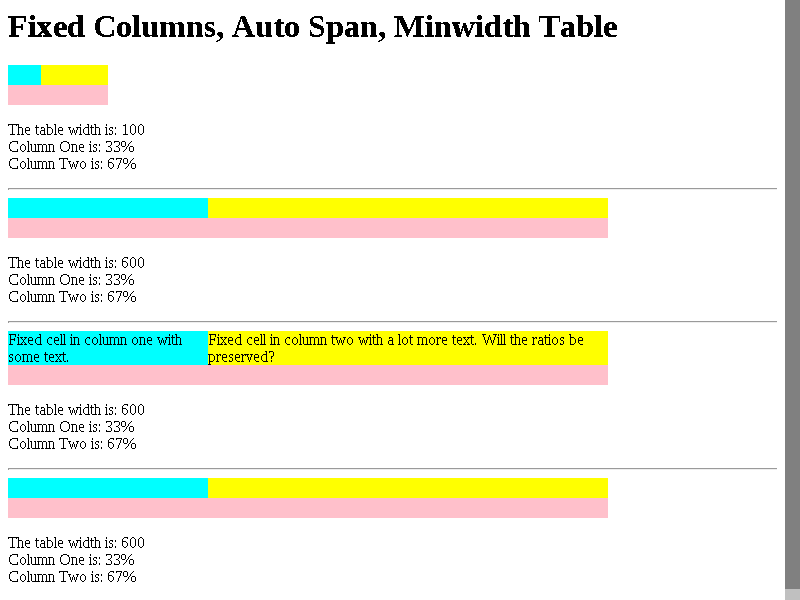 Fixed Columns, Auto Span, Minwidth Table
The table width is: 100
Column One is: 33%
Column Two is: 67%
The table width is: 600
Column One is: 33%
Column Two is: 67%
Fixed cell in column one with
some text.
Fixed cell in column two with a lot more text. Will the ratios be
preserved?
The table width is: 600
Column One is: 33%
Column Two is: 67%
The table width is: 600
Column One is: 33%
Column Two is: 67%